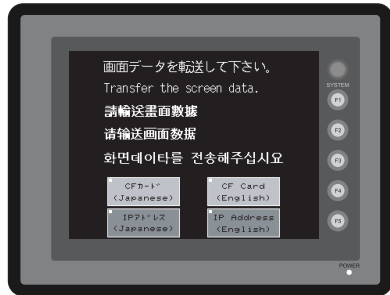 画面データを転送して下さい。
Transfer the screen data.
請輸送畫面數據
请输送画面数据
화면데이타를 전송해주십시요
CFカード
(Japanese)
CF Card
(English)
IPアドレス
(Japanese)
IP Address
(English)
SYSTEM
F1
F2
F3
F4
F5
POWER